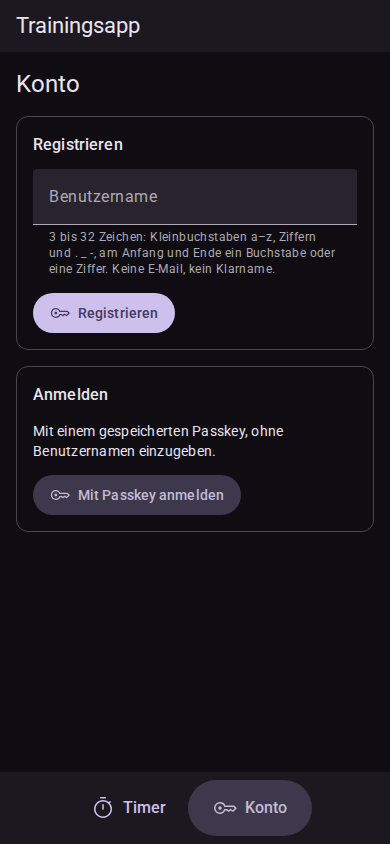 Trainingsapp
Konto
Registrieren
Benutzername
3 bis 32 Zeichen: Kleinbuchstaben a–z, Ziffern
und . _ -, am Anfang und Ende ein Buchstabe oder
eine Ziffer. Keine E-Mail, kein Klarname.
Registrieren
Anmelden
Mit einem gespeicherten Passkey, ohne
Benutzernamen einzugeben.
Mit Passkey anmelden
Timer
Konto